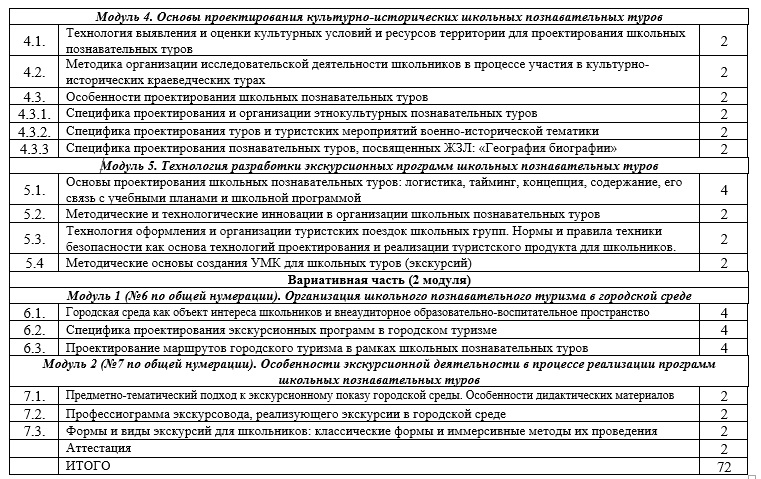 Модуль 4. Основы проектирования культурно-исторических школьных познавательных туров
4.1. Технология выявления и оценки культурных условий и ресурсов территории для проектирования школьных
познавательных туров 2
4.2. Методика организации исследовательской деятельности школьников в процессе участия в культурно-
исторических краеведческих турах 2
4.3. Особенности проектирования школьных познавательных туров 2
4.3.1. Специфика проектирования и организации этнокультурных познавательных туров 2
4.3.2. Специфика проектирования туров и туристских мероприятий военно-исторической тематики 2
4.3.3 Специфика проектирования познавательных туров, посвященных ЖЗЛ: «География биографии» 2
Модуль 5. Технология разработки экскурсионных программ школьных познавательных туров
5.1. Основы проектирования школьных познавательных туров: логистика, тайминг, концепция, содержание, его
связь с учебными планами и школьной программой 4
5.2. Методические и технологические инновации в организации школьных познавательных туров 2
5.3. Технология оформления и организации туристских поездок школьных групп. Нормы и правила техники
безопасности как основа технологий проектирования и реализации туристского продукта для школьников. 2
5.4 Методические основы создания УМК для школьных туров (экскурсий) 2
Вариативная часть (2 модуля)
Модуль 1 (№6 по общей нумерации). Организация школьного познавательного туризма в городской среде
6.1. Городская среда как объект интереса школьников и внеаудиторное образовательно-воспитательное пространство 4
6.2. Специфика проектирования экскурсионных программ в городском туризме 4
6.3. Проектирование маршрутов городского туризма в рамках школьных познавательных туров 4
Модуль 2 (№7 по общей нумерации). Особенности экскурсионной деятельности в процессе реализации программ
школьных познавательных туров
7.1. Предметно-тематический подход к экскурсионному показу городской среды. Особенности дидактических материалов 2
7.2. Профессиограмма экскурсовода, реализующего экскурсии в городской среде 2
7.3. Формы и виды экскурсий для школьников: классические формы и иммерсивные методы их проведения 2
Аттестация 2
ИТОГО 72